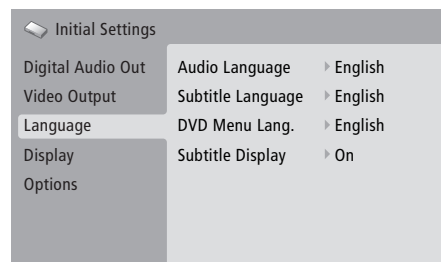 Initial Settings
Digital Audio Out
Video Output
Language
Display
Options
Audio Language English
Subtitle Language English
DVD Menu Lang. English
Subtitle Display On